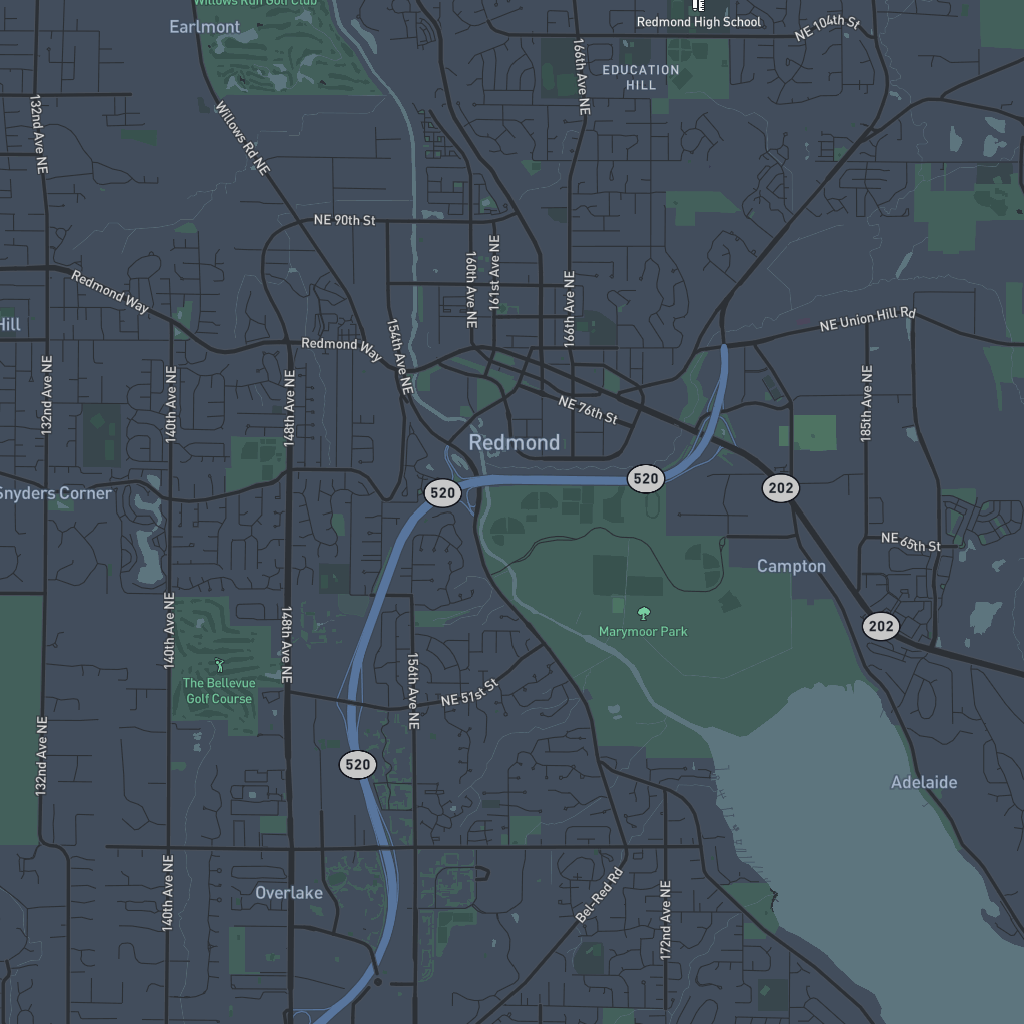 Willows Run Golf Club
Earlmont
Redmond High School
NE 104th St
166th Ave NE
EDUCATION
HILL
132nd Ave NE
Willows Rd NE
NE 90th St
161st Ave NE
160th Ave NE
166th Ave NE
Redmond Way
NE Union Hill Rd
Hill
154th Ave NE
Redmond Way
132nd Ave NE
140th Ave NE
148th Ave NE
185th Ave NE
NE 76th St
Redmond
520
520
202
Snyders Corner
NE 65th St
Campton
140th Ave NE
148th Ave NE
Marymoor Park
202
The Bellevue
Golf Course
156th Ave NE
NE 51st St
132nd Ave NE
520
Adelaide
140th Ave NE
Overlake
Bel-Red Rd
172nd Ave NE